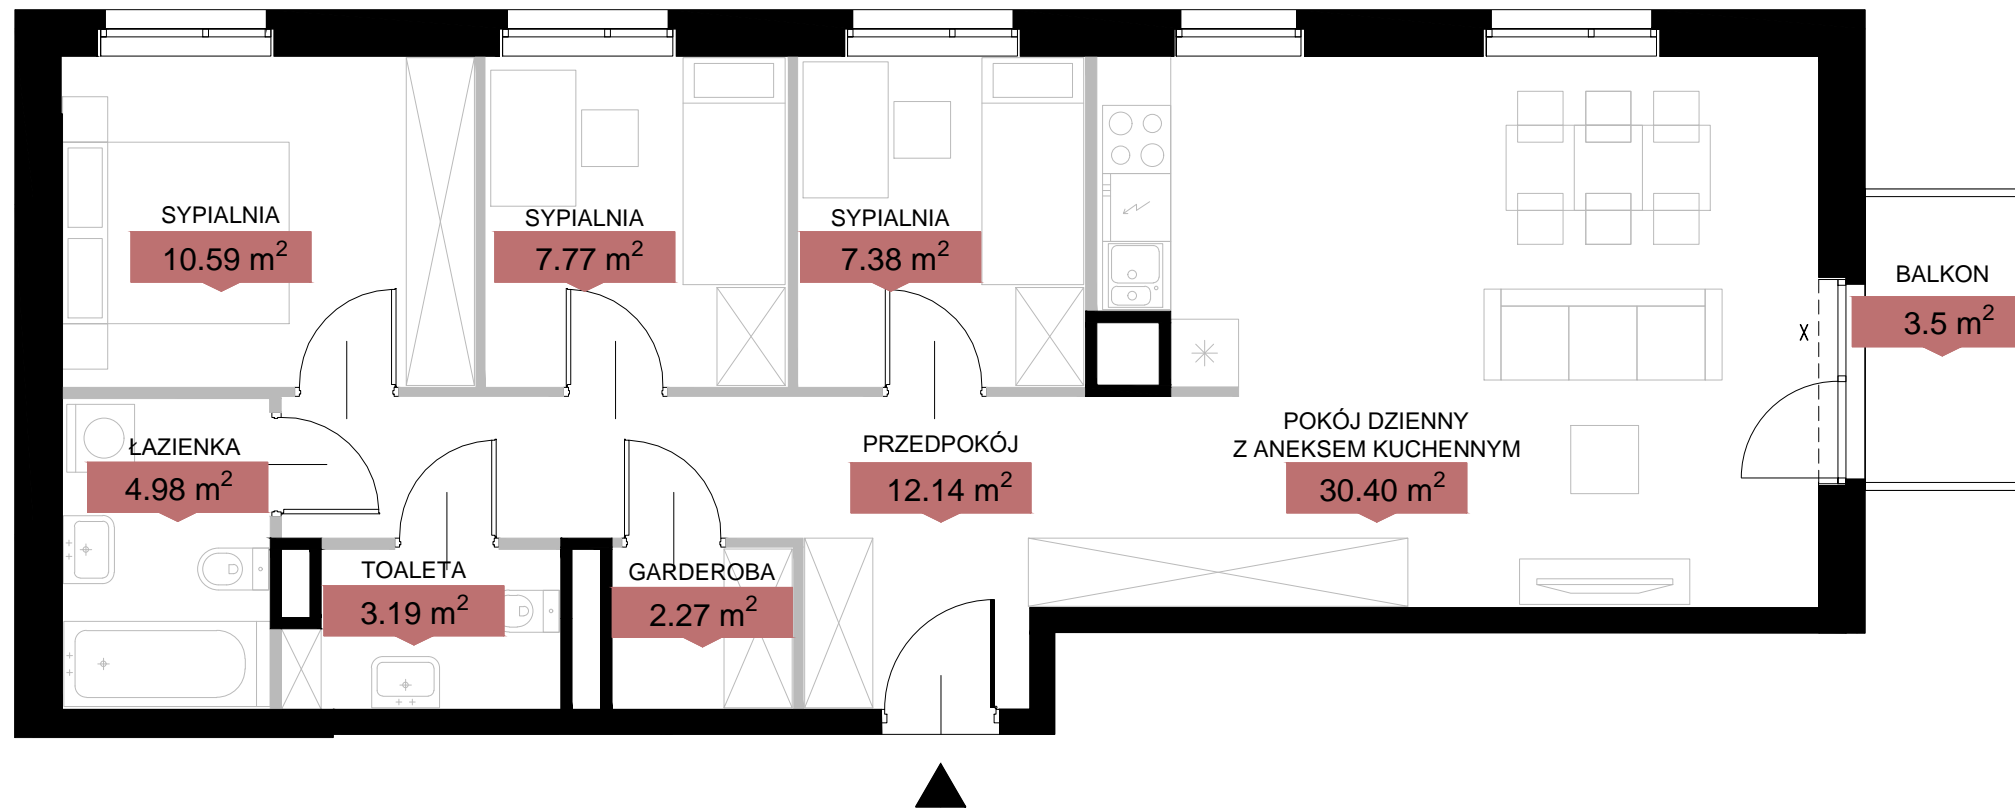 SYPIALNIA
10.59 m²
SYPIALNIA
7.77 m²
SYPIALNIA
7.38 m²
BALKON
3.5 m²
ŁAZIENKA
4.98 m²
PRZEDPOKÓJ
12.14 m²
POKÓJ DZIENNY
Z ANEKSEM KUCHENNYM
30.40 m²
TOALETA
3.19 m²
GARDEROBA
2.27 m²